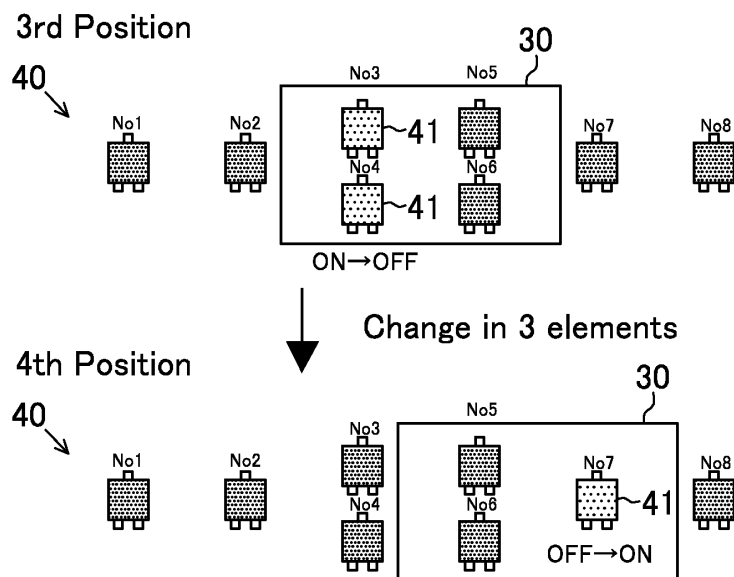 3rd Position
30
40
No3 No5
No1 No2 41 No7 No8
No4 No6
41
ON→OFF
Change in 3 elements
4th Position
30
40
No5
No3
No1 No2 No7 No8
No4 No6 41
OFF→ON